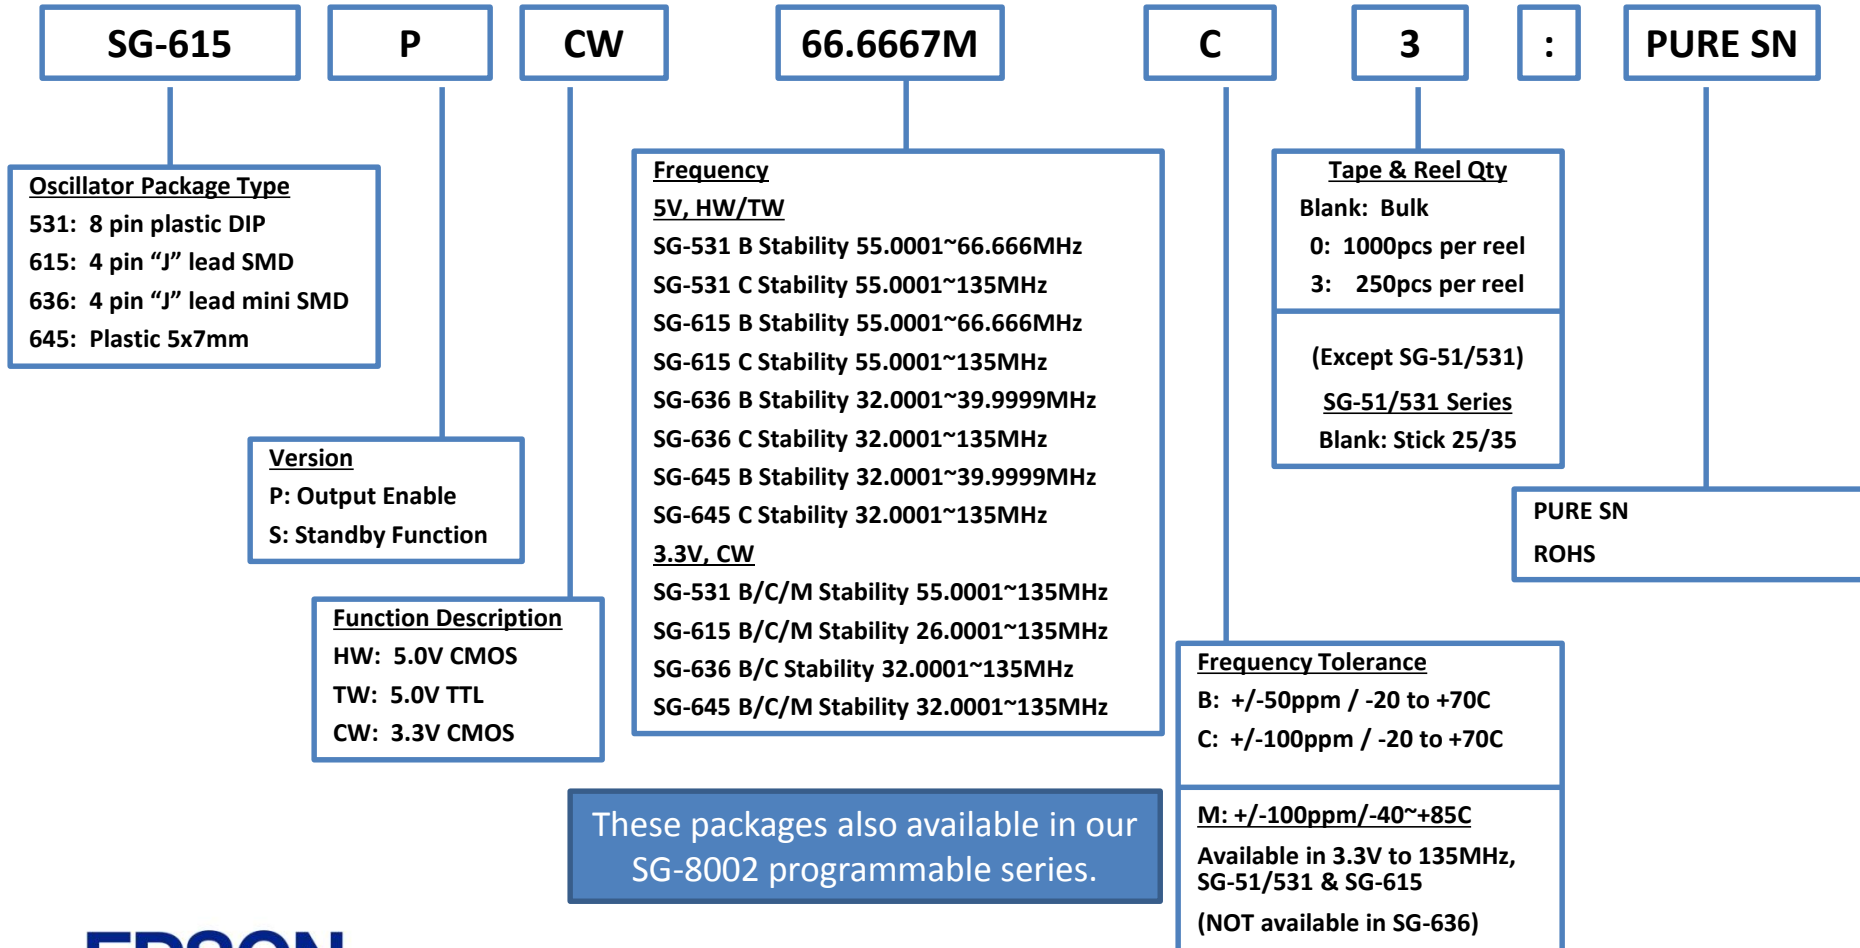 SG-615 P CW 66.6667M C 3 : PURE SN
Oscillator Package Type
531: 8 pin plastic DIP
615: 4 pin “J” lead SMD
636: 4 pin “J” lead mini SMD
645: Plastic 5x7mm
Version
P: Output Enable
S: Standby Function
Function Description
HW: 5.0V CMOS
TW: 5.0V TTL
CW: 3.3V CMOS
Frequency
5V, HW/TW
SG-531 B Stability 55.0001~66.666MHz
SG-531 C Stability 55.0001~135MHz
SG-615 B Stability 55.0001~66.666MHz
SG-615 C Stability 55.0001~135MHz
SG-636 B Stability 32.0001~39.9999MHz
SG-636 C Stability 32.0001~135MHz
SG-645 B Stability 32.0001~39.9999MHz
SG-645 C Stability 32.0001~135MHz
3.3V, CW
SG-531 B/C/M Stability 55.0001~135MHz
SG-615 B/C/M Stability 26.0001~135MHz
SG-636 B/C Stability 32.0001~135MHz
SG-645 B/C/M Stability 32.0001~135MHz
Tape & Reel Qty
Blank: Bulk
0: 1000pcs per reel
3: 250pcs per reel
(Except SG-51/531)
SG-51/531 Series
Blank: Stick 25/35
PURE SN
ROHS
Frequency Tolerance
B: +/-50ppm / -20 to +70C
C: +/-100ppm / -20 to +70C
M: +/-100ppm/-40~+85C
Available in 3.3V to 135MHz,
SG-51/531 & SG-615
(NOT available in SG-636)
These packages also available in our
SG-8002 programmable series.
EPSON